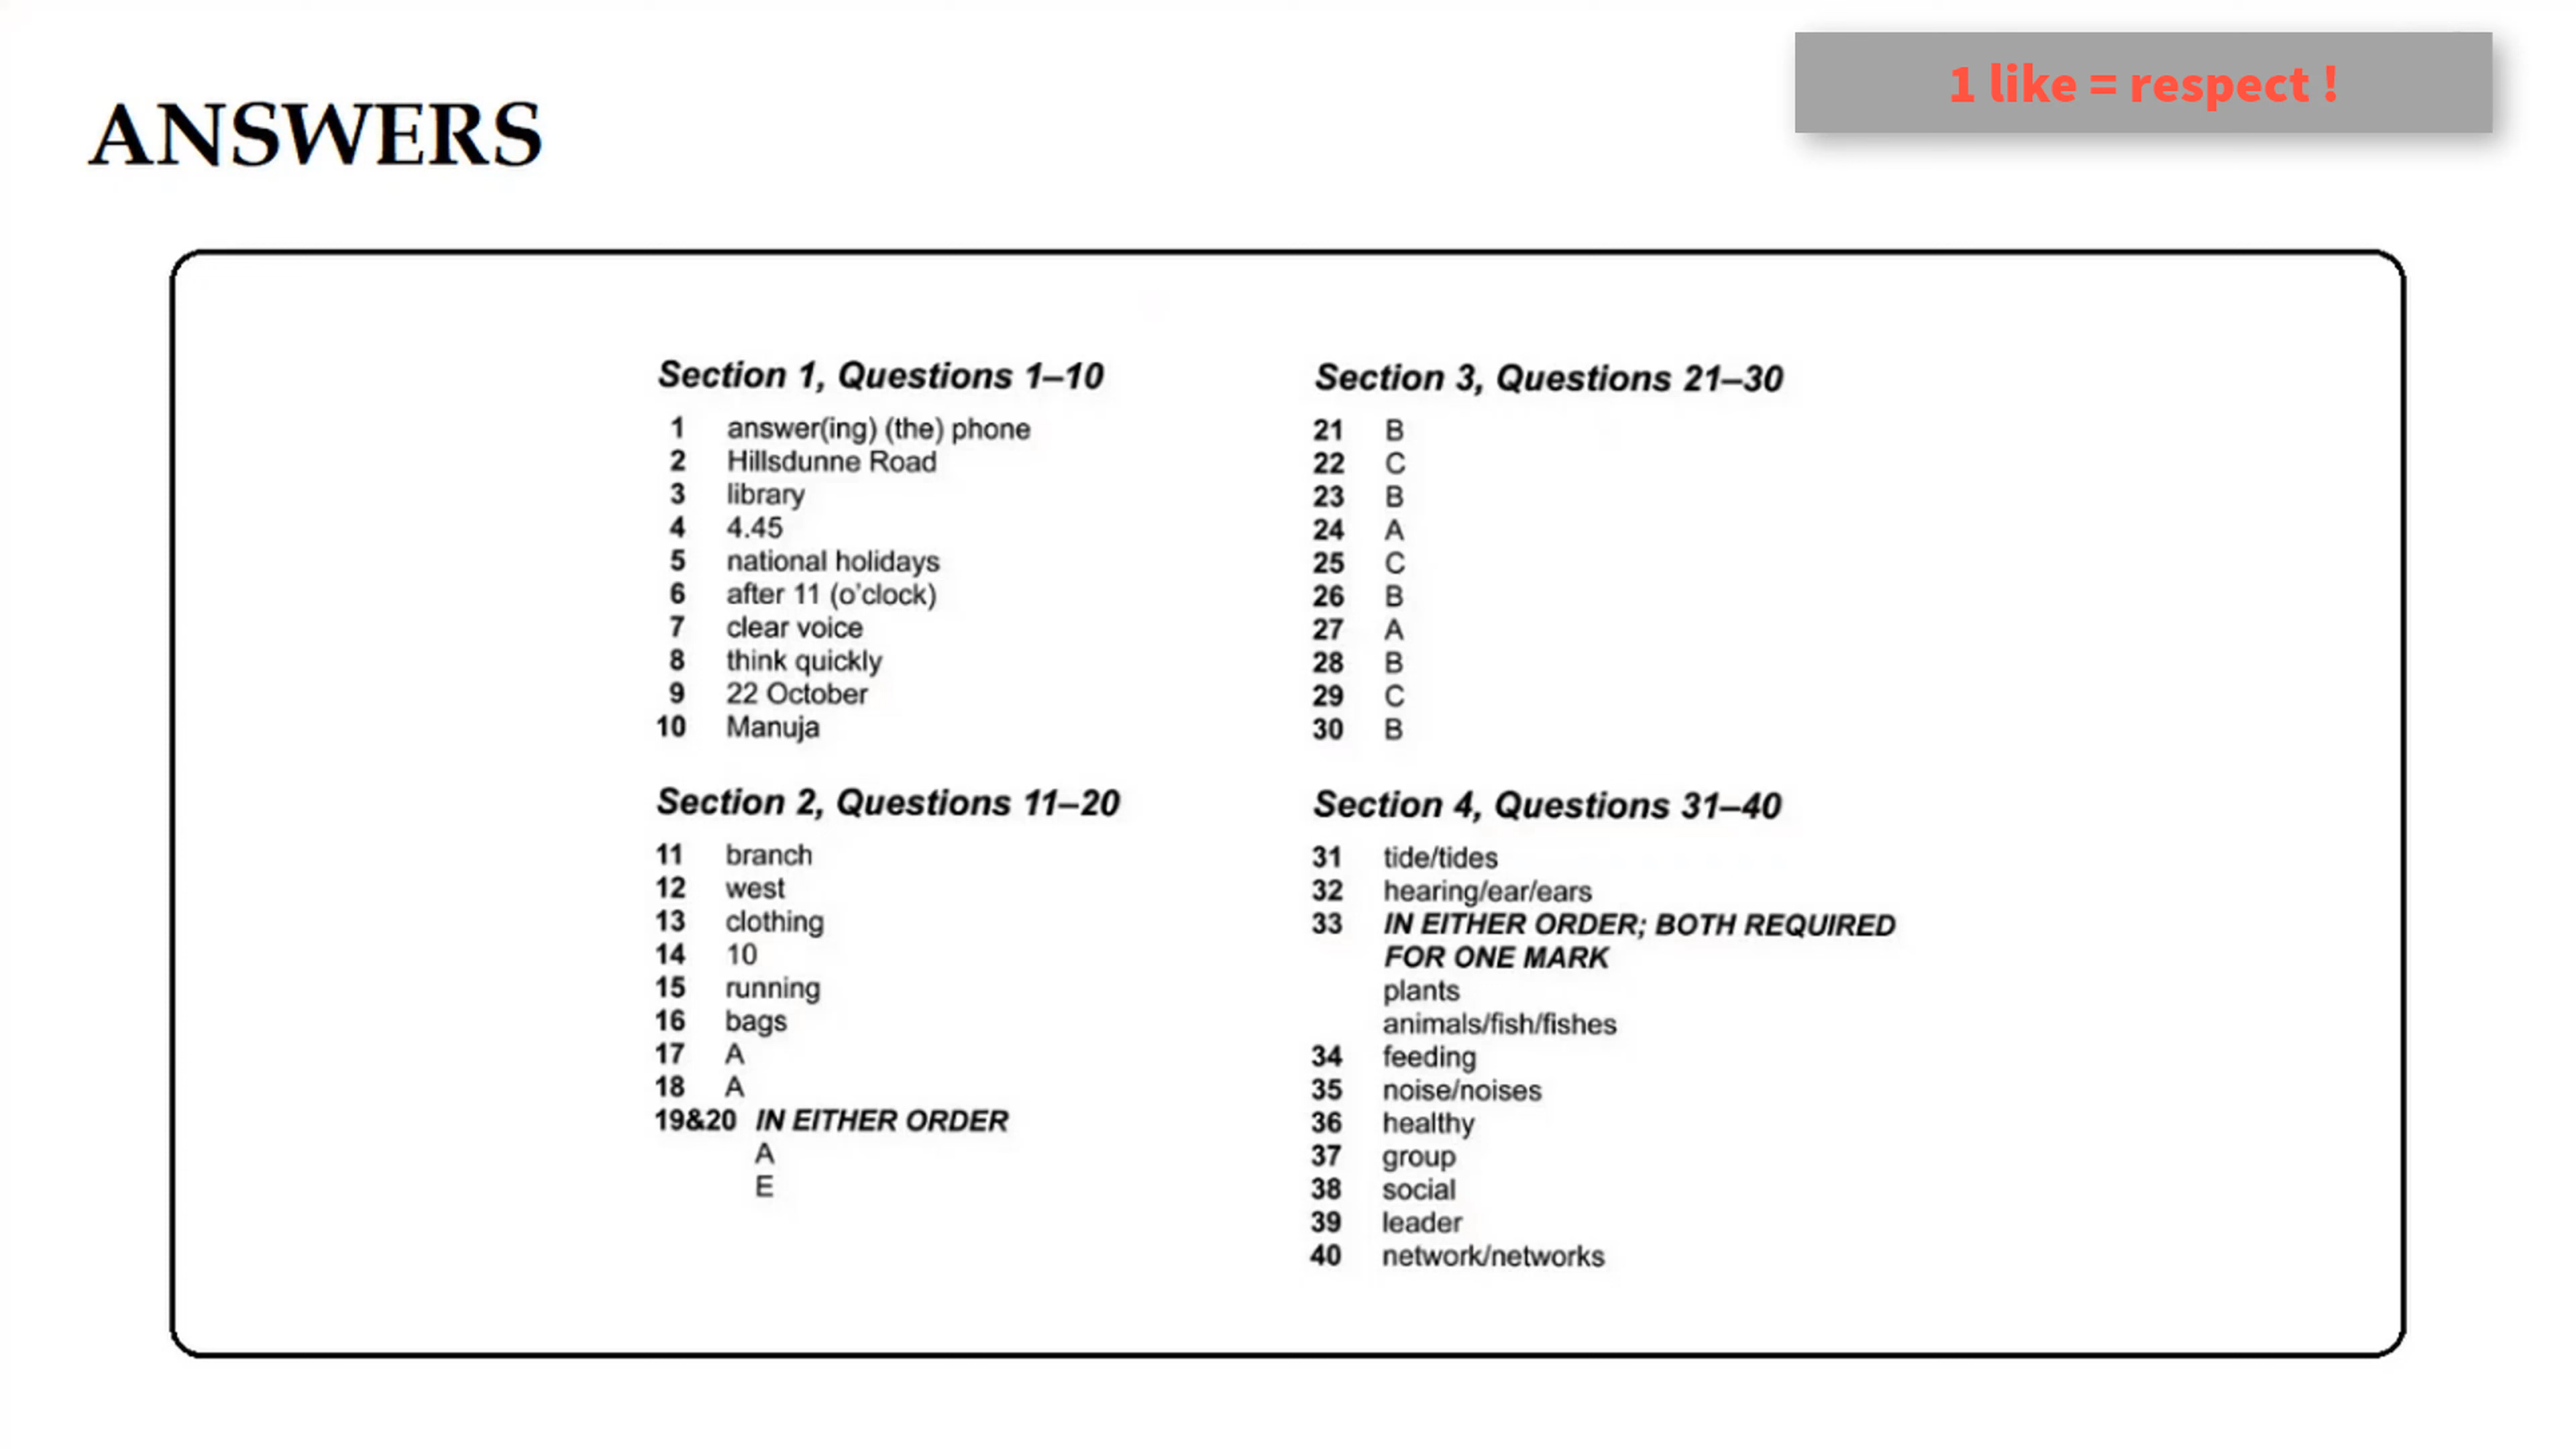 1 like = respect !
ANSWERS
Section 1, Questions 1–10
1 answer(ing) (the) phone
2 Hillsdunne Road
3 library
4 4.45
5 national holidays
6 after 11 (o'clock)
7 clear voice
8 think quickly
9 22 October
10 Manuja
Section 2, Questions 11–20
11 branch
12 west
13 clothing
14 10
15 running
16 bags
17 A
18 A
19&20 IN EITHER ORDER
A
E
Section 3, Questions 21–30
21 B
22 C
23 B
24 A
25 C
26 B
27 A
28 B
29 C
30 B
Section 4, Questions 31–40
31 tide/tides
32 hearing/ear/ears
33 IN EITHER ORDER; BOTH REQUIRED
FOR ONE MARK
plants
animals/fish/fishes
34 feeding
35 noise/noises
36 healthy
37 group
38 social
39 leader
40 network/networks